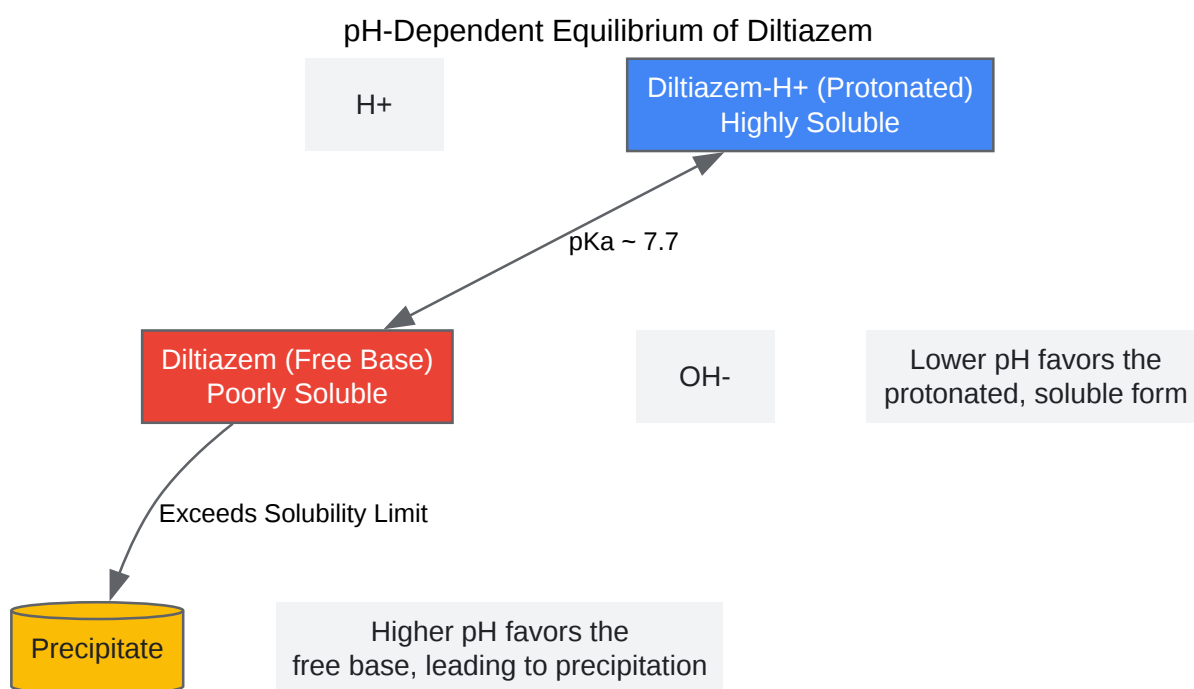 pH-Dependent Equilibrium of Diltiazem
H+
Diltiazem-H+ (Protonated)
Highly Soluble
pKa ~ 7.7
Diltiazem (Free Base)
Poorly Soluble
OH-
Lower pH favors the
protonated, soluble form
Exceeds Solubility Limit
Precipitate
Higher pH favors the
free base, leading to precipitation